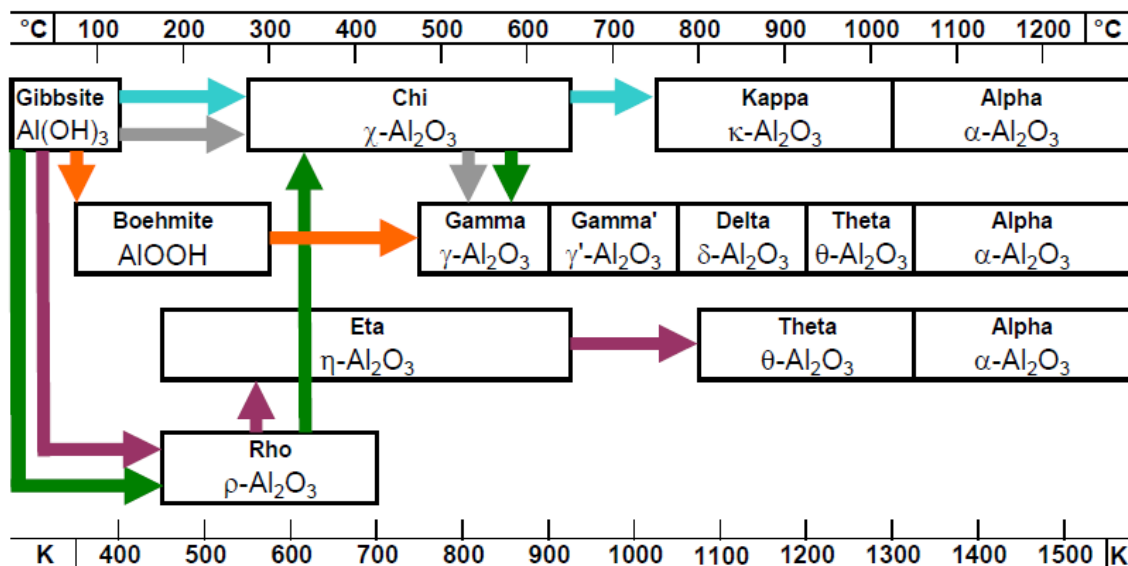 °C 100 200 300 400 500 600 700 800 900 1000 1100 1200 °C
Gibbsite Chi Kappa Alpha
Al(OH)₃ χ-Al₂O₃ κ-Al₂O₃ α-Al₂O₃
Boehmite Gamma Gamma' Delta Theta Alpha
AlOOH γ-Al₂O₃ γ'-Al₂O₃ δ-Al₂O₃ θ-Al₂O₃ α-Al₂O₃
Eta Theta Alpha
η-Al₂O₃ θ-Al₂O₃ α-Al₂O₃
Rho
ρ-Al₂O₃
K 400 500 600 700 800 900 1000 1100 1200 1300 1400 1500 K